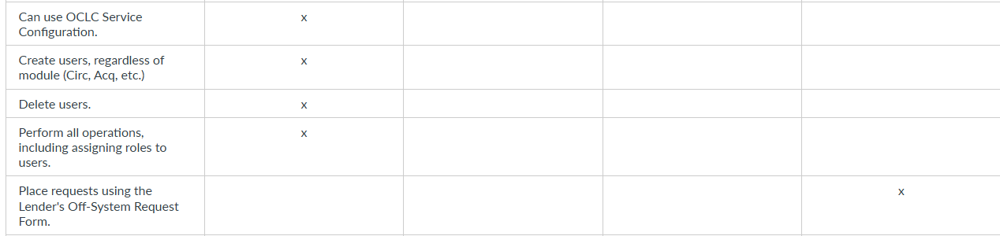 Can use OCLC Service x
Configuration.
Create users, regardless of x
module (Circ, Acq, etc.)
Delete users. x
Perform all operations, x
including assigning roles to
users.
Place requests using the x
Lender's Off-System Request
Form.